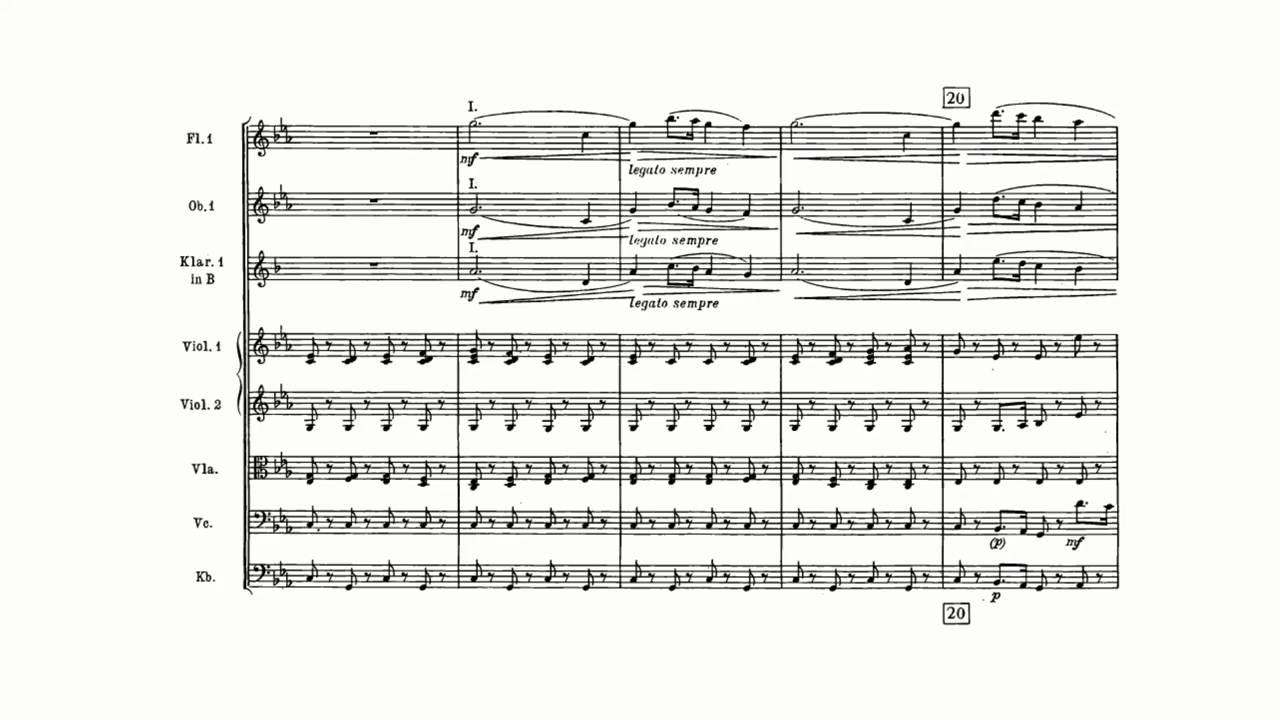 20
I.
Fl.1
mf
legato sempre
I.
Ob.1
mf
legato sempre
I.
Klar. 1
in B
mf
legato sempre
Viol. 1
Viol. 2
Vla.
Vc.
(p) mf
Kb.
p
20